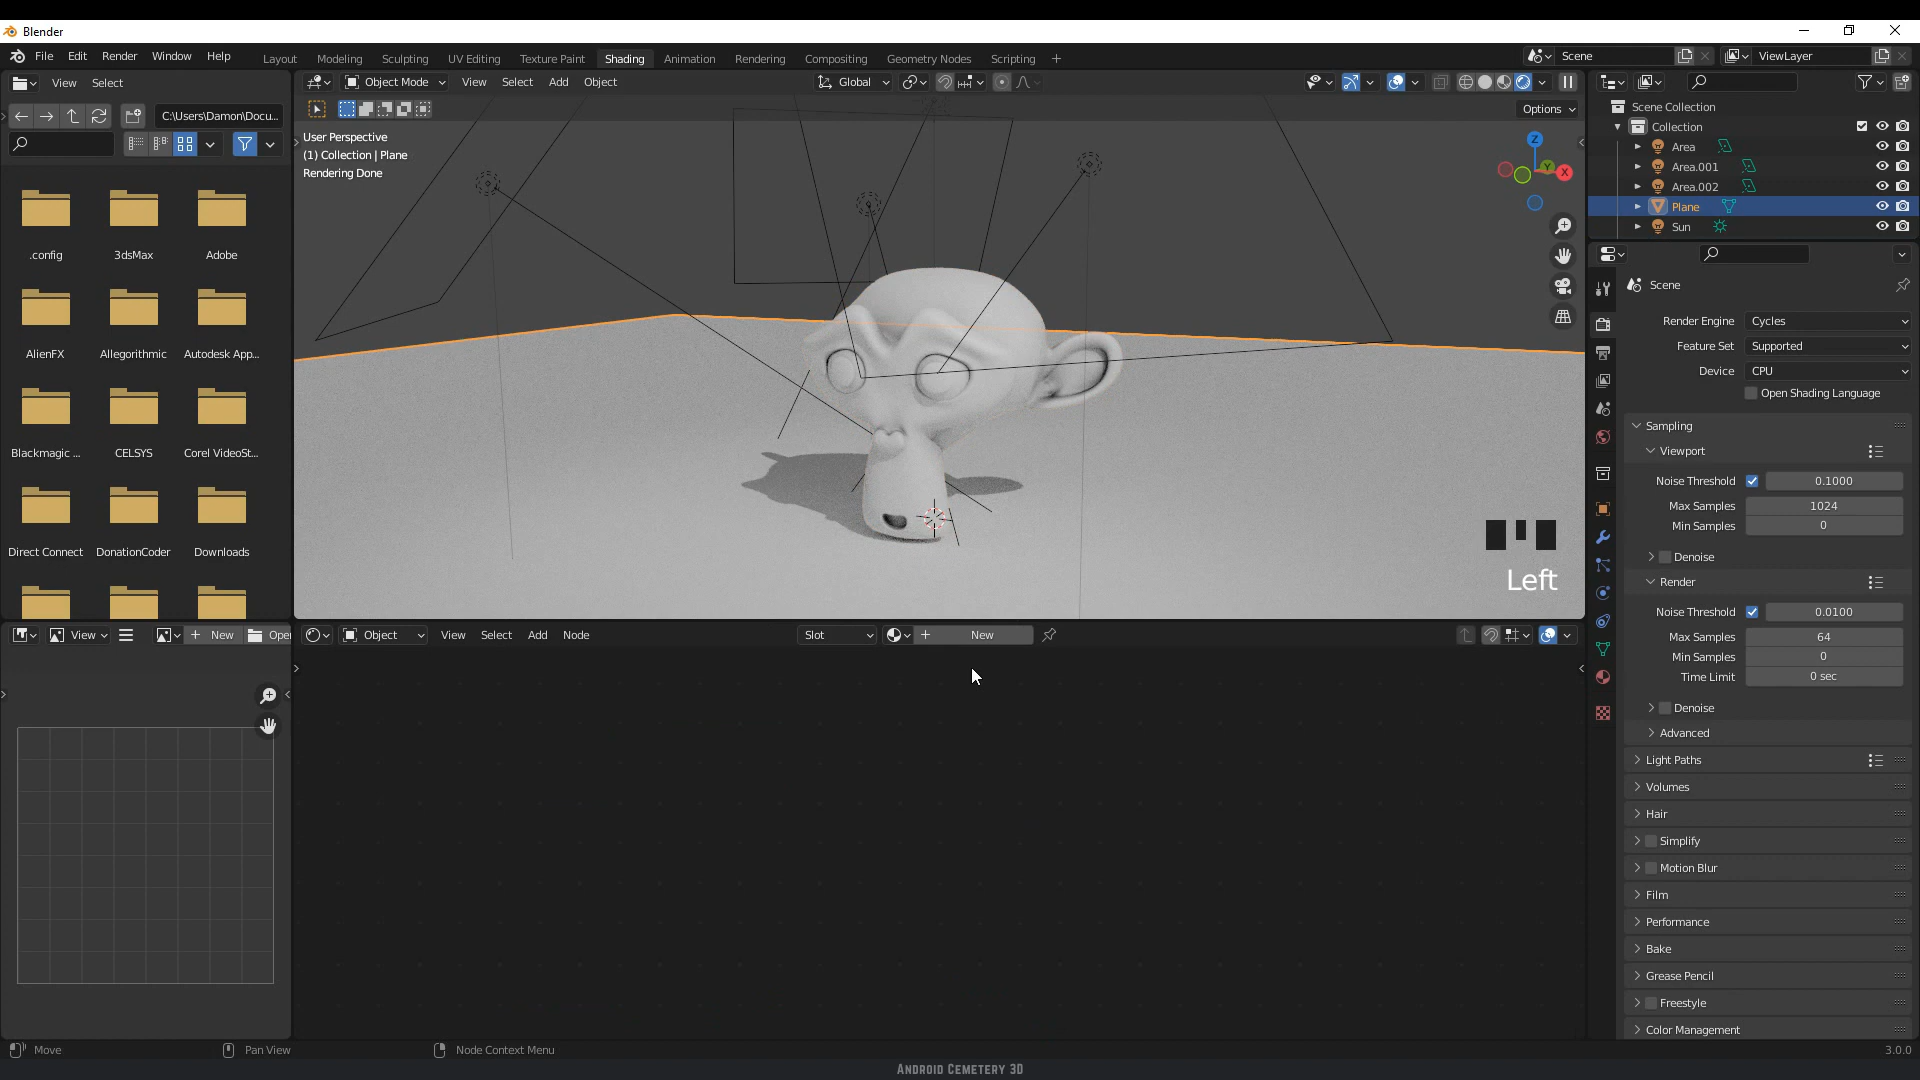 Blender
File Edit Render Window Help
Layout Modeling Sculpting UV Editing Texture Paint Shading Animation Rendering Compositing Geometry Nodes Scripting +
Scene
ViewLayer
View Select
Object Mode View Select Add Object
Global
C:\Users\Damon\Docu...
Options
User Perspective
(1) Collection | Plane
Rendering Done
Z
Y
X
.config 3dsMax Adobe
AlienFX Allegorithmic Autodesk App...
Blackmagic ... CELSYS Corel VideoSt...
Direct Connect DonationCoder Downloads
Left
View + New Open
Object View Select Add Node
Slot
+ New
Scene Collection
Collection
Area
Area.001
Area.002
Plane
Sun
Scene
Render Engine Cycles
Feature Set Supported
Device CPU
Open Shading Language
Sampling
Viewport
Noise Threshold 0.1000
Max Samples 1024
Min Samples 0
Denoise
Render
Noise Threshold 0.0100
Max Samples 64
Min Samples 0
Time Limit 0 sec
Denoise
Advanced
Light Paths
Volumes
Hair
Simplify
Motion Blur
Film
Performance
Bake
Grease Pencil
Freestyle
Color Management
Move Pan View Node Context Menu 3.0.0
Android Cemetery 3D